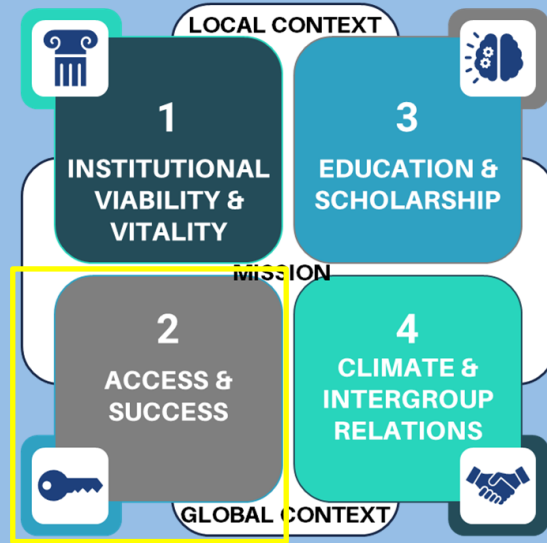 LOCAL CONTEXT
1
INSTITUTIONAL
VIABILITY &
VITALITY
3
EDUCATION &
SCHOLARSHIP
MISSION
2
ACCESS &
SUCCESS
4
CLIMATE &
INTERGROUP
RELATIONS
GLOBAL CONTEXT